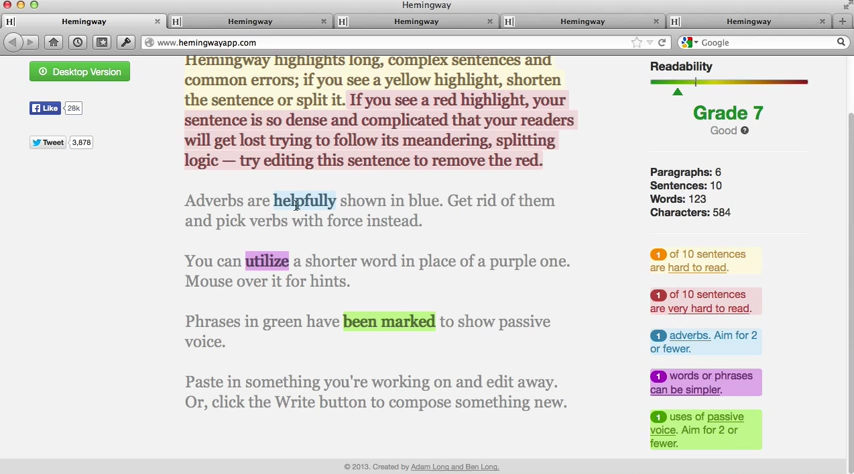 Hemingway
Hemingway
Hemingway
Hemingway
Hemingway
Hemingway
www.hemingwayapp.com
Google
Desktop Version
Like 28k
Tweet 3,878
Hemingway highlights long, complex sentences and
common errors; if you see a yellow highlight, shorten
the sentence or split it. If you see a red highlight, your
sentence is so dense and complicated that your readers
will get lost trying to follow its meandering, splitting
logic — try editing this sentence to remove the red.
Adverbs are helpfully shown in blue. Get rid of them
and pick verbs with force instead.
You can utilize a shorter word in place of a purple one.
Mouse over it for hints.
Phrases in green have been marked to show passive
voice.
Paste in something you're working on and edit away.
Or, click the Write button to compose something new.
Readability
Grade 7
Good ?
Paragraphs: 6
Sentences: 10
Words: 123
Characters: 584
1 of 10 sentences
are hard to read.
1 of 10 sentences
are very hard to read.
1 adverbs. Aim for 2
or fewer.
1 words or phrases
can be simpler.
1 uses of passive
voice. Aim for 2 or
fewer.
© 2013. Created by Adam Long and Ben Long.